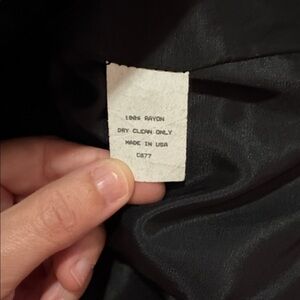 100% RAYON
DRY CLEAN ONLY
MADE IN USA
C877